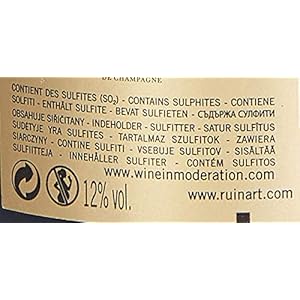 DE CHAMPAGNE
CONTIENT DES SULFITES (SO₂) - CONTAINS SULPHITES - CONTIENE
SOLFITI - ENTHÄLT SULFITE - BEVAT SULFIETEN - СЪДЪРЖА СУЛФИТИ
OBSAHUJE SIŘIČITANY - INDEHOLDER - SULFITTER - SATUR SULFĪTUS
SUDETYJE YRA SULFITES - TARTALMAZ SZULFITOK - ZAWIERA
SIARCZYNY - CONTINE SULFITI - VSEBUJE SULFITOV - SISÄLTÄÄ
SULFIITTEJA - INNEHÅLLER SULFITER - CONTÉM SULFITOS
www.wineinmoderation.com
12% vol.
www.ruinart.com